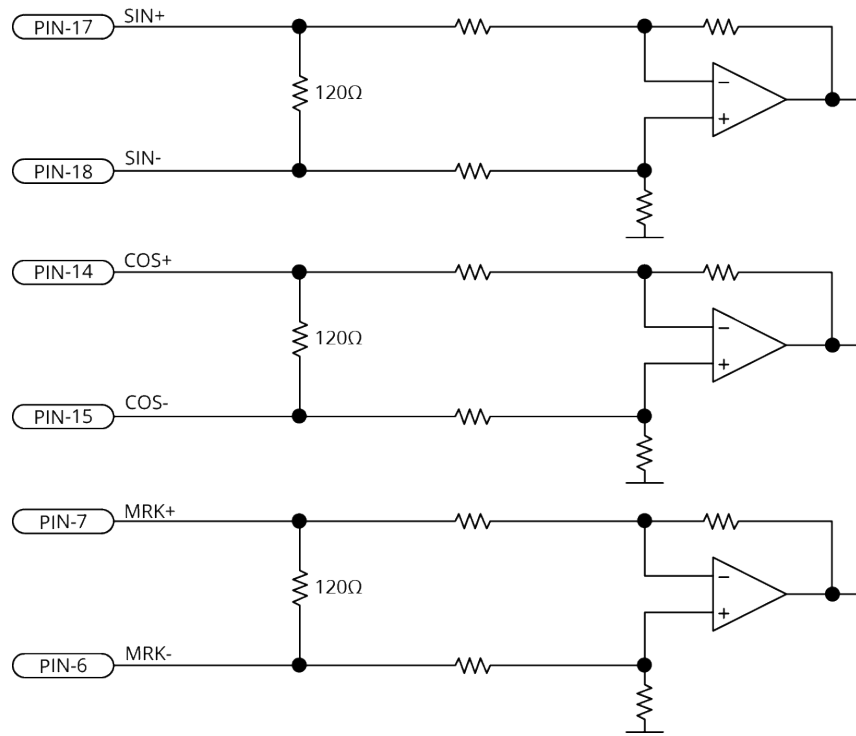 PIN-17 SIN+
120Ω
PIN-18 SIN-
PIN-14 COS+
120Ω
PIN-15 COS-
PIN-7 MRK+
120Ω
PIN-6 MRK-